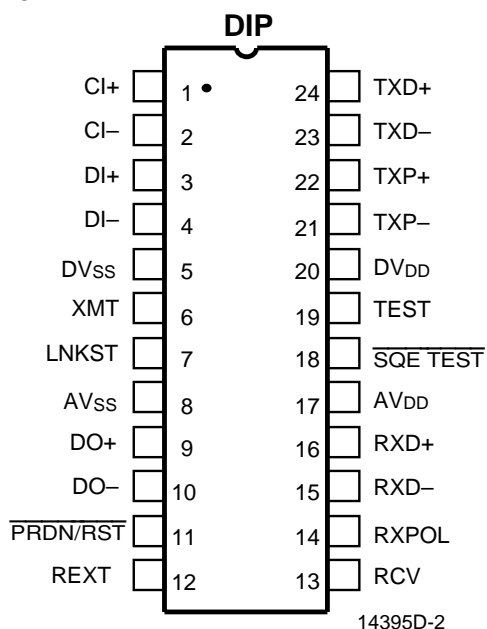 DIP
CI+ 1 24 TXD+
CI– 2 23 TXD–
DI+ 3 22 TXP+
DI– 4 21 TXP–
DVSS 5 20 DVDD
XMT 6 19 TEST
LNKST 7 18 SQE TEST
AVSS 8 17 AVDD
DO+ 9 16 RXD+
DO– 10 15 RXD–
PRDN/RST 11 14 RXPOL
REXT 12 13 RCV
14395D-2